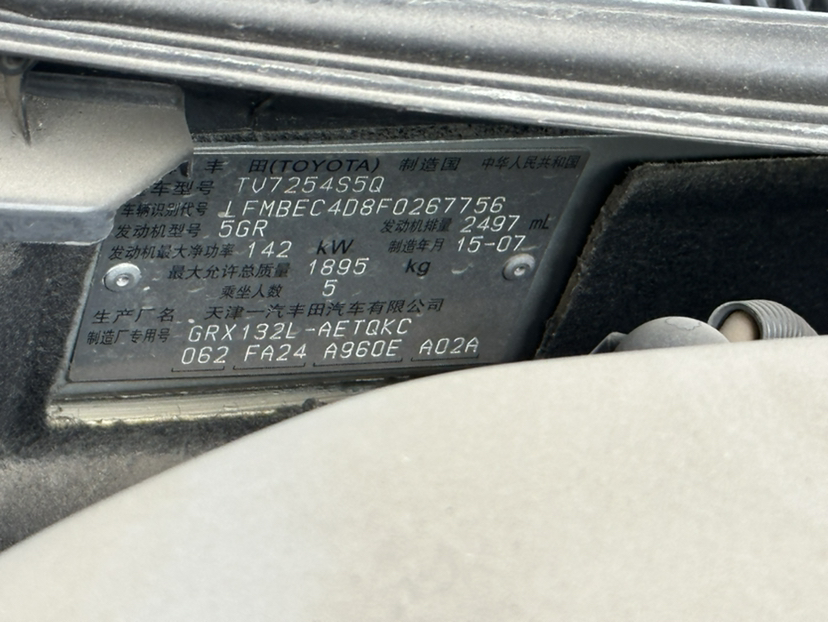 丰 田(TOYOTA) 制造国 中华人民共和国
车型号 TV7254S5Q
车辆识别代号 LFMBEC4D8F0267756
发动机型号 5GR 发动机排量 2497 mL
发动机最大净功率 142 kW 制造年月 15-07
最大允许总质量 1895 kg
乘坐人数 5
生产厂名 天津一汽丰田汽车有限公司
制造厂专用号 GRX132L-AETQKC
062 FA24 A960E A02A